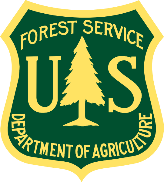 FOREST SERVICE
U S
DEPARTMENT OF AGRICULTURE